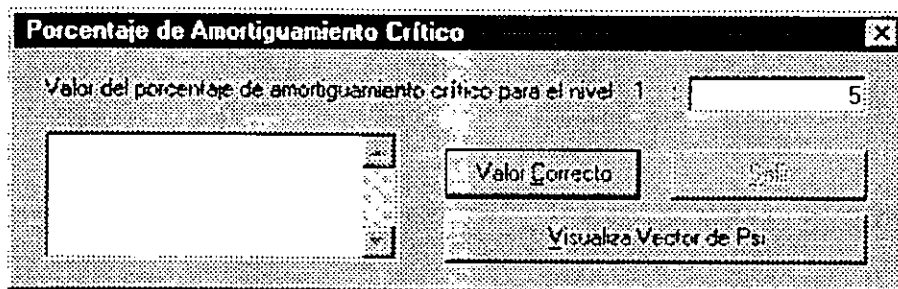 Porcentaje de Amortiguamiento Crítico
Valor del porcentaje de amortiguamiento crítico para el nivel 1 : 5
Valor Correcto
Salir
Visualiza Vector de Psi